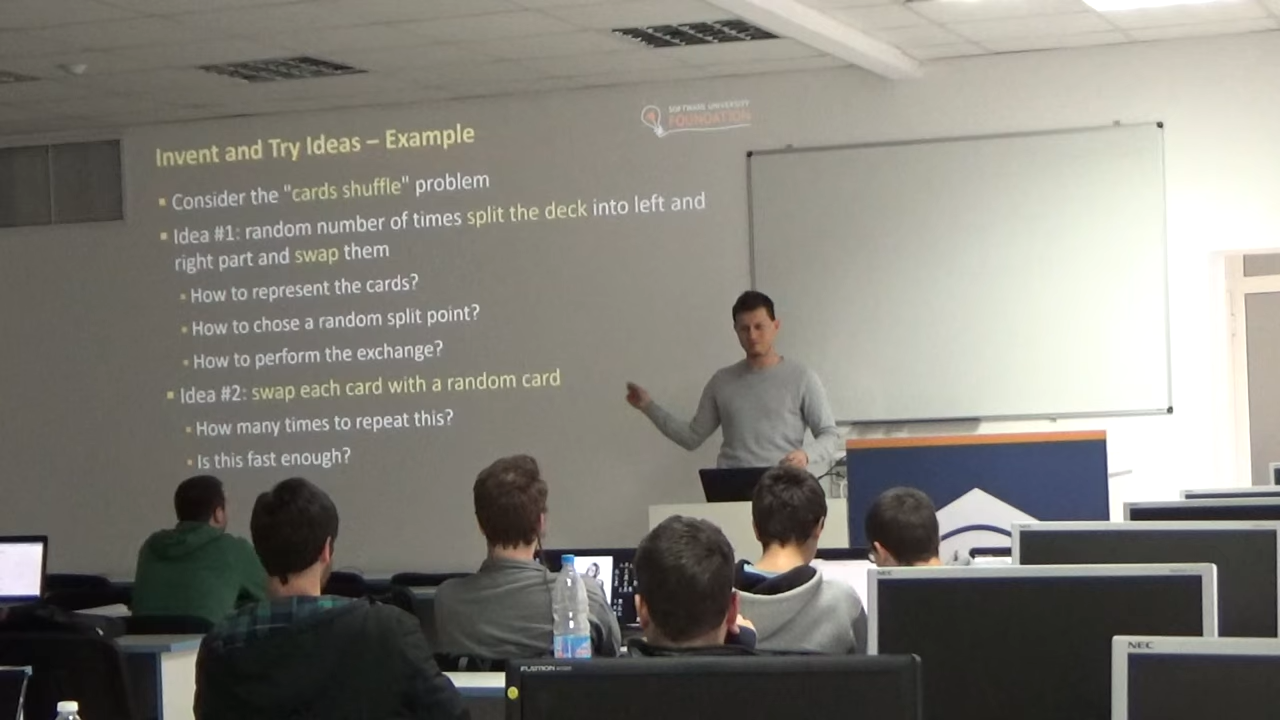 SOFTWARE UNIVERSITY
FOUNDATION
Invent and Try Ideas – Example
▪ Consider the "cards shuffle" problem
▪ Idea #1: random number of times split the deck into left and
right part and swap them
▪ How to represent the cards?
▪ How to chose a random split point?
▪ How to perform the exchange?
▪ Idea #2: swap each card with a random card
▪ How many times to repeat this?
▪ Is this fast enough?
NEC
NEC
NEC
FLATRON